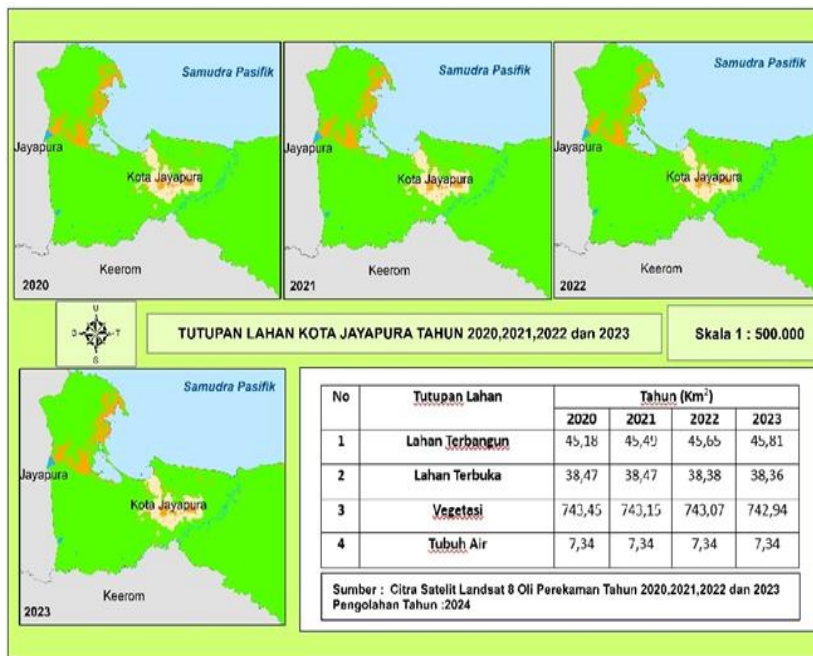 Samudra Pasifik
Jayapura
Kota Jayapura
Keerom
2020
Samudra Pasifik
Jayapura
Kota Jayapura
Keerom
2021
Samudra Pasifik
Jayapura
Kota Jayapura
Keerom
2022
U
B T
S
TUTUPAN LAHAN KOTA JAYAPURA TAHUN 2020,2021,2022 dan 2023
Skala 1 : 500.000
Samudra Pasifik
Jayapura
Kota Jayapura
Keerom
2023
No Tutupan Lahan Tahun (Km²)
2020 2021 2022 2023
1 Lahan Terbangun 45,18 45,49 45,65 45,81
2 Lahan Terbuka 38,47 38,47 38,38 38,36
3 Vegetasi 743,45 743,15 743,07 742,94
4 Tubuh Air 7,34 7,34 7,34 7,34
Sumber : Citra Satelit Landsat 8 Oli Perekaman Tahun 2020,2021,2022 dan 2023
Pengolahan Tahun :2024